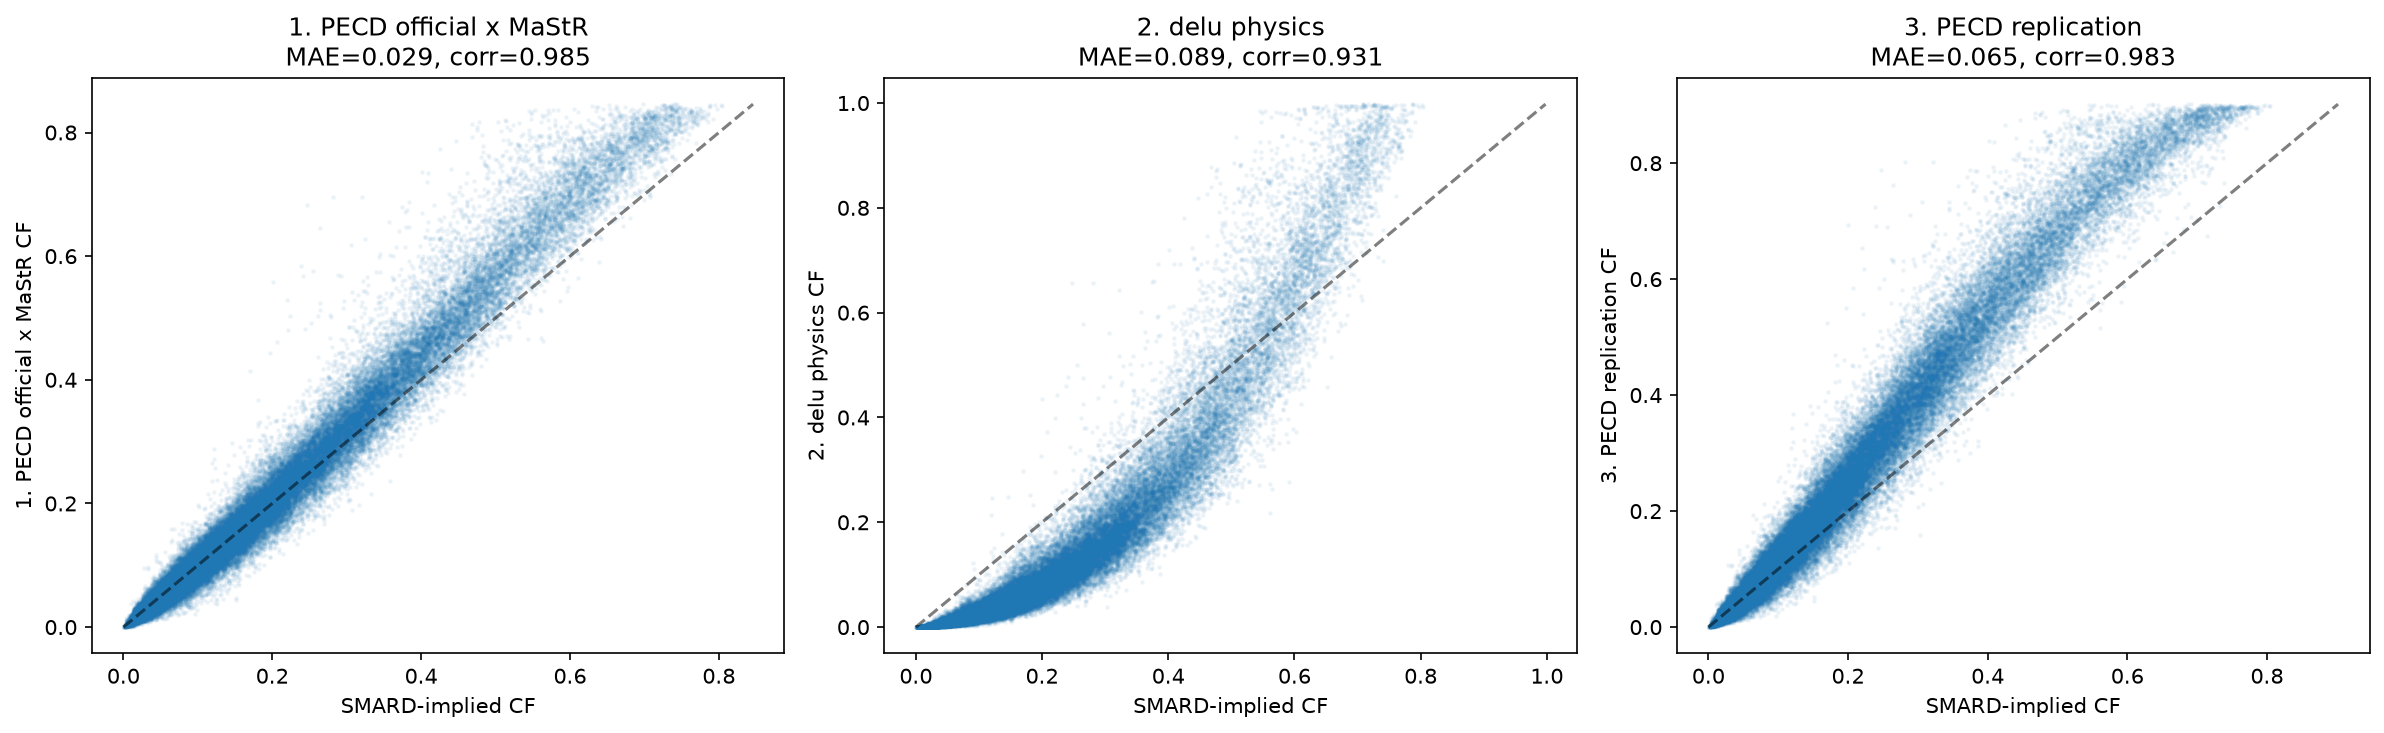 1. PECD official x MaStR
MAE=0.029, corr=0.985
1. PECD official x MaStR CF
0.8
0.6
0.4
0.2
0.0
0.0 0.2 0.4 0.6 0.8
SMARD-implied CF
2. delu physics
MAE=0.089, corr=0.931
2. delu physics CF
1.0
0.8
0.6
0.4
0.2
0.0
0.0 0.2 0.4 0.6 0.8 1.0
SMARD-implied CF
3. PECD replication
MAE=0.065, corr=0.983
3. PECD replication CF
0.8
0.6
0.4
0.2
0.0
0.0 0.2 0.4 0.6 0.8
SMARD-implied CF